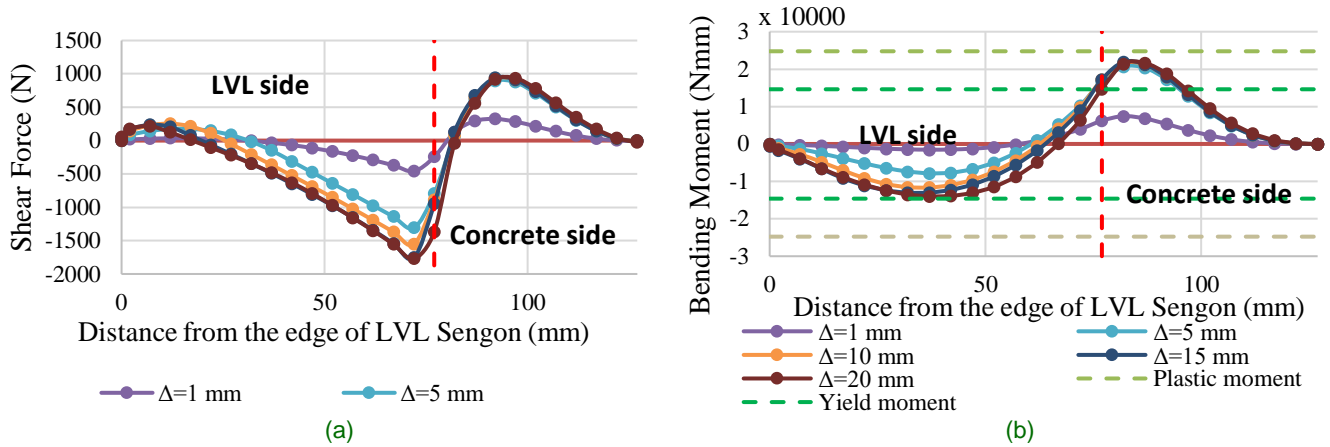 1500
1000
500
0
-500
-1000
-1500
-2000
Shear Force (N)
LVL side
Concrete side
0 50 100
Distance from the edge of LVL Sengon (mm)
Δ=1 mm Δ=5 mm
(a)
x 10000
3
2
1
0
-1
-2
-3
Bending Moment (Nmm)
LVL side
Concrete side
0 50 100
Distance from the edge of LVL Sengon (mm)
Δ=1 mm Δ=5 mm
Δ=10 mm Δ=15 mm
Δ=20 mm Plastic moment
Yield moment
(b)